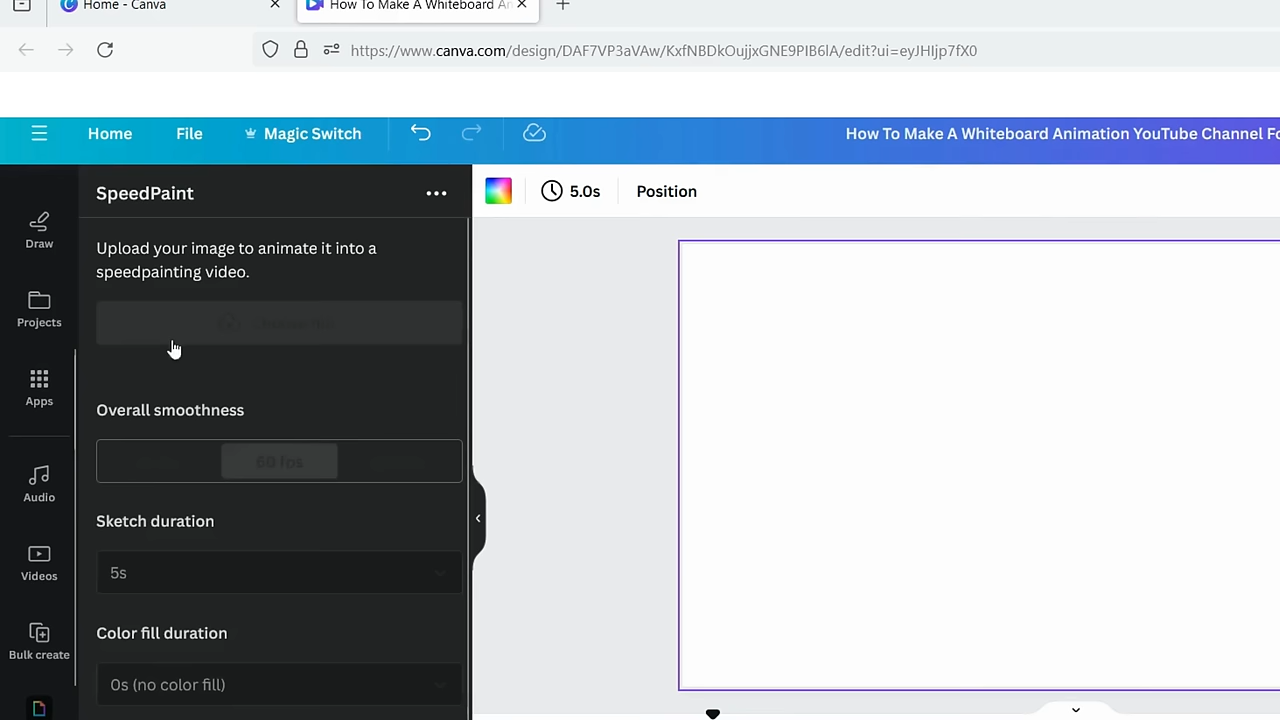 Home - Canva
How To Make A Whiteboard An
https://www.canva.com/design/DAF7VP3aVAw/KxfNBDkOujjxGNE9PIB6lA/edit?ui=eyJHIjp7fX0
Home
File
Magic Switch
How To Make A Whiteboard Animation YouTube Channel Fo
SpeedPaint
5.0s
Position
Draw
Projects
Apps
Audio
Videos
Bulk create
Upload your image to animate it into a
speedpainting video.
Overall smoothness
60 fps
Sketch duration
5s
Color fill duration
0s (no color fill)